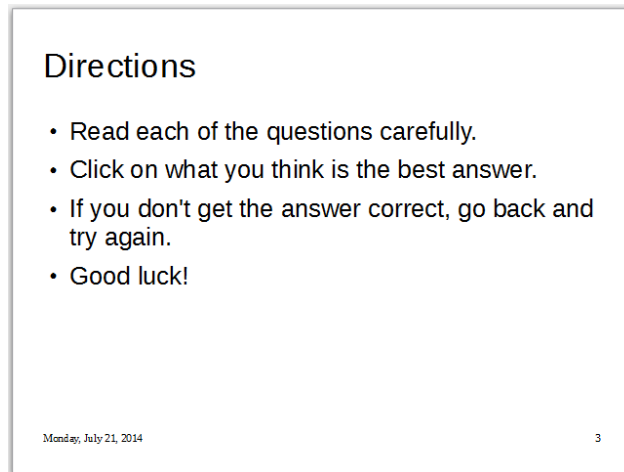 Directions
• Read each of the questions carefully.
• Click on what you think is the best answer.
• If you don't get the answer correct, go back and
try again.
• Good luck!
Monday, July 21, 2014
3